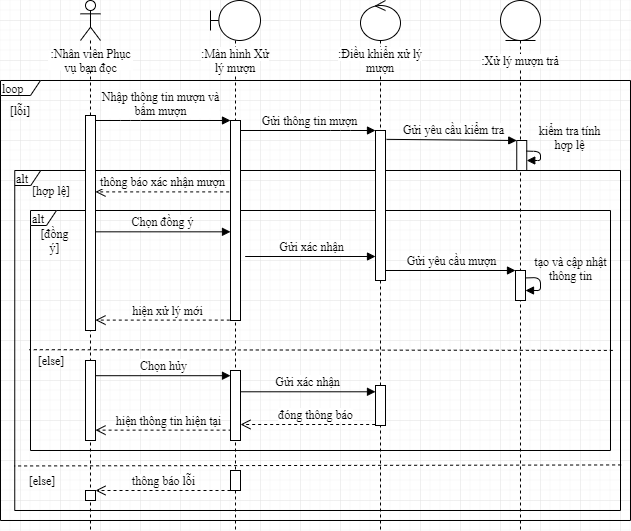 :Nhân viên Phục
vụ bạn đọc
:Màn hình Xử
lý mượn
:Điều khiển xử lý
mượn
:Xử lý mượn trả
loop
[lỗi]
Nhập thông tin mượn và
bấm mượn
Gửi thông tin mượn
Gửi yêu cầu kiểm tra
kiểm tra tính
hợp lệ
alt
[hợp lệ]
thông báo xác nhận mượn
alt
[đồng
ý]
Chọn đồng ý
Gửi xác nhận
Gửi yêu cầu mượn
tạo và cập nhật
thông tin
hiện xử lý mới
[else]
Chọn hủy
Gửi xác nhận
đóng thông báo
hiện thông tin hiện tại
[else]
thông báo lỗi